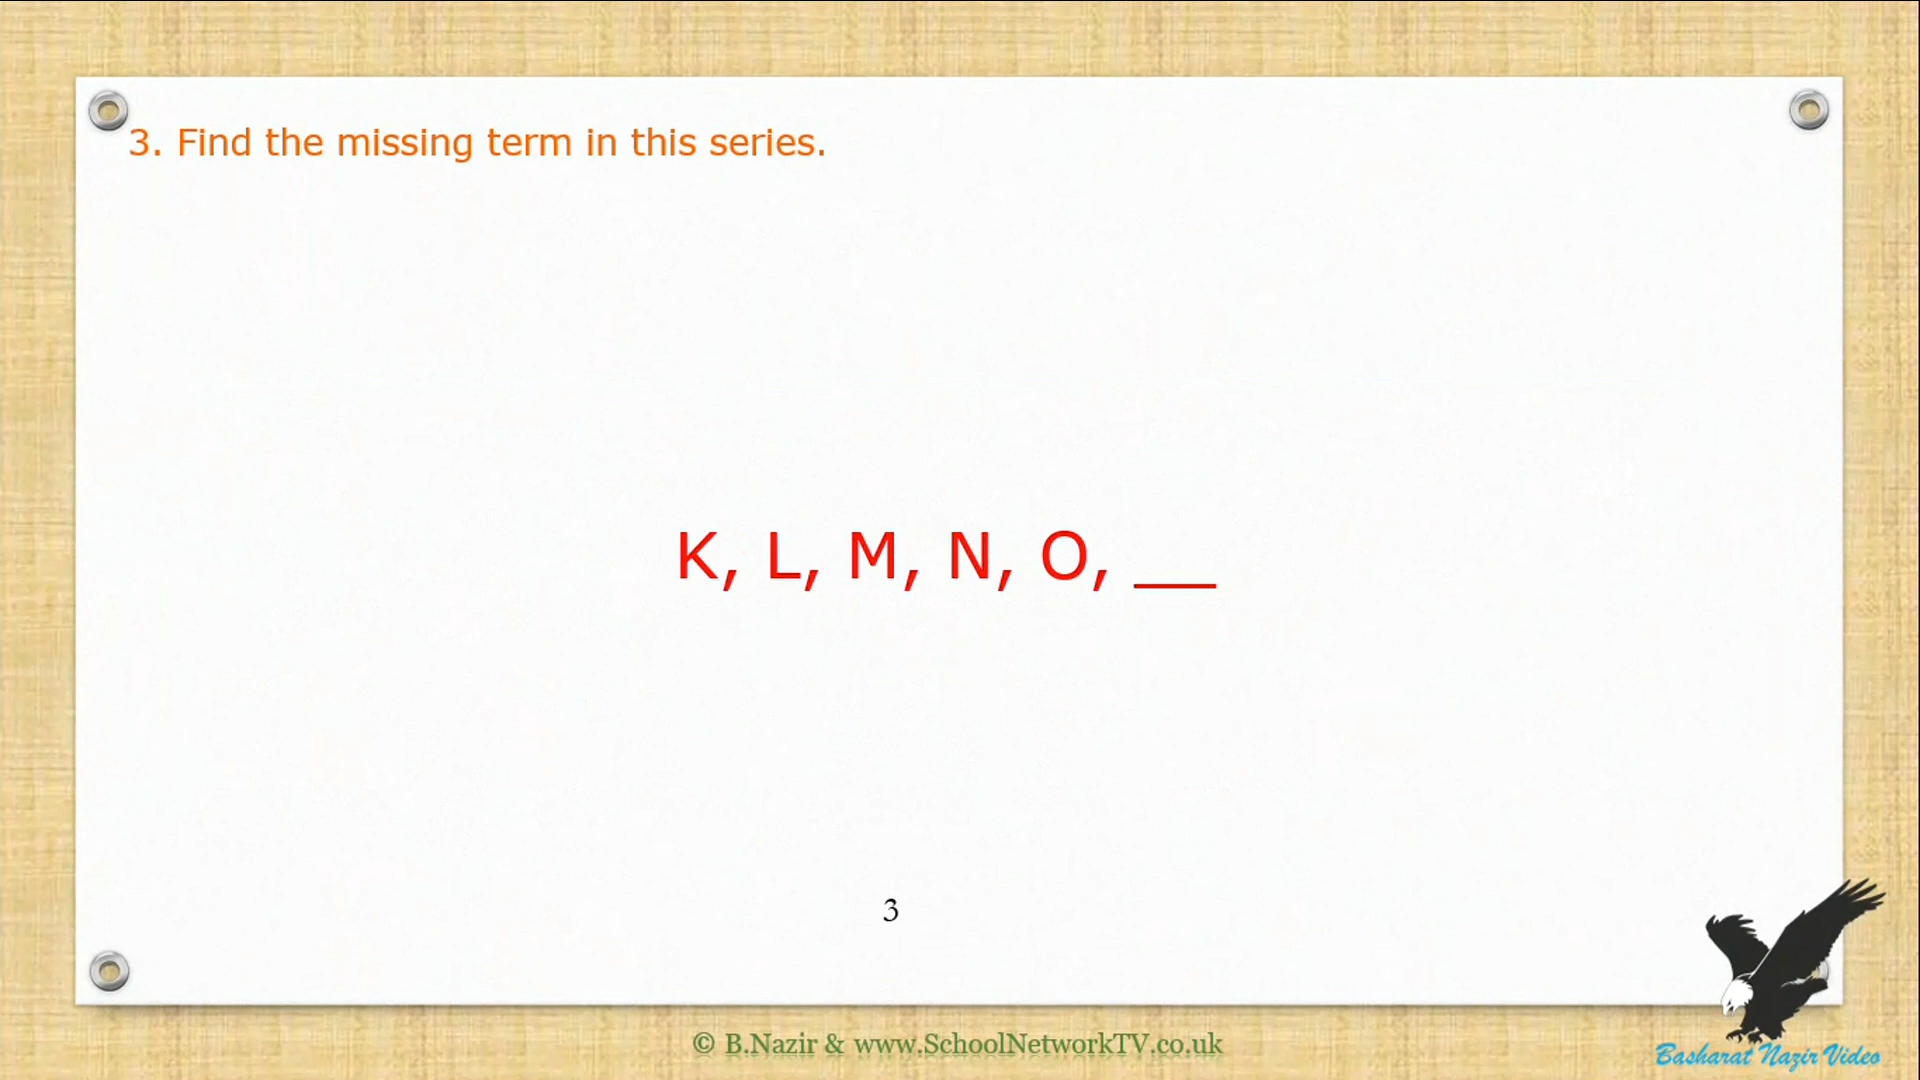 3. Find the missing term in this series.
K, L, M, N, O, __
3
© B.Nazir & www.SchoolNetworkTV.co.uk
Basharat Nazir Video